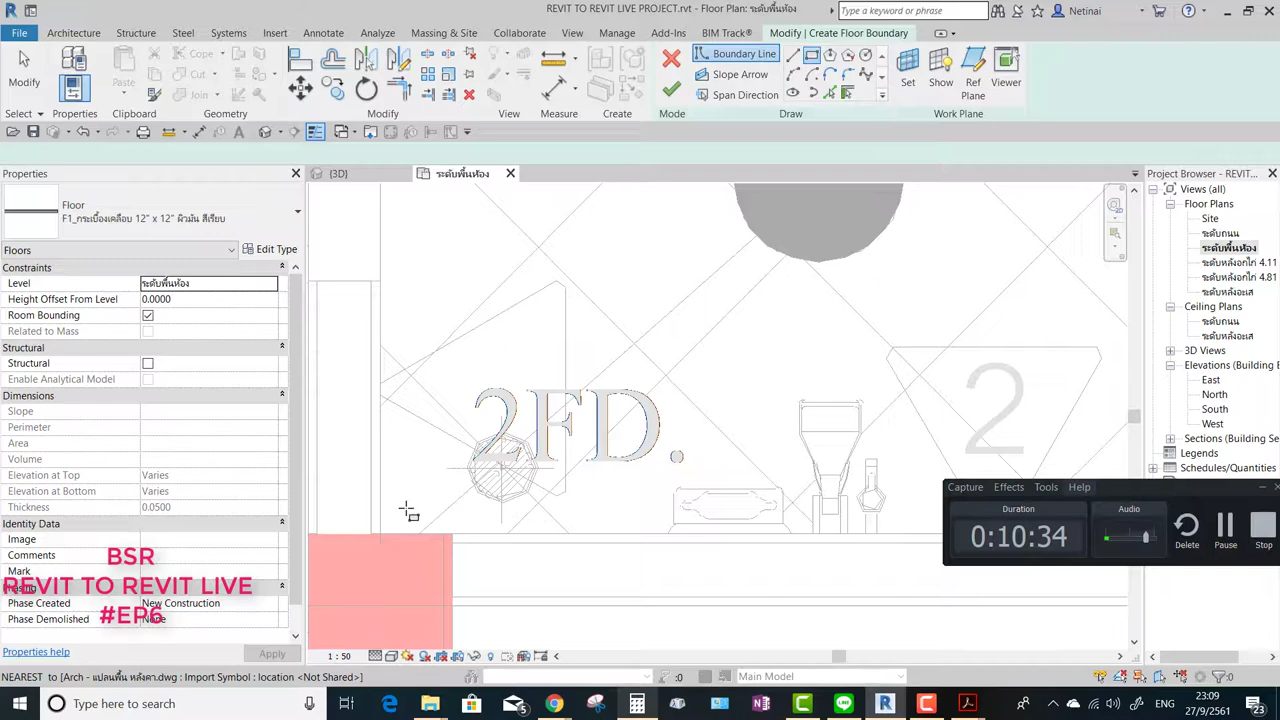 REVIT TO REVIT LIVE PROJECT.rvt - Floor Plan: ระดับพื้นห้อง
Type a keyword or phrase
Netinai
File Architecture Structure Steel Systems Insert Annotate Analyze Massing & Site Collaborate View Manage Add-Ins BIM Track® Modify | Create Floor Boundary
Modify
Paste
Cope
Cut
Join
Boundary Line
Slope Arrow
Span Direction
Set
Show
Ref
Plane
Viewer
Select Properties Clipboard Geometry Modify View Measure Create Mode Draw Work Plane
Properties
(3D)
ระดับพื้นห้อง
Project Browser - REVIT
Floor
F1_กระเบื้องเคลือบ 12" x 12" ผิวมัน สีเรียบ
Floors
Edit Type
Constraints
Level ระดับพื้นห้อง
Height Offset From Level 0.0000
Room Bounding
Related to Mass
Structural
Structural
Enable Analytical Model
Dimensions
Slope
Perimeter
Area
Volume
Elevation at Top Varies
Elevation at Bottom Varies
Thickness 0.0500
Identity Data
Image
Comments
Mark
Phase Created New Construction
Phase Demolished None
Properties help
Apply
BSR
REVIT TO REVIT LIVE
#EP6
2FD.
2
Views (all)
Floor Plans
Site
ระดับถนน
ระดับพื้นห้อง
ระดับหลังอกไก่ 4.11
ระดับหลังอกไก่ 4.81
ระดับหลังอะเส
Ceiling Plans
ระดับถนน
ระดับหลังอะเส
3D Views
Elevations (Building E
East
North
South
West
Sections (Building Se
Legends
Schedules/Quantities
Capture Effects Tools Help
Duration
0:10:34
Audio
Delete
Pause
Stop
1 : 50
NEAREST to [Arch - แปลนพื้น หลังคา.dwg : Import Symbol : location <Not Shared>]
:0
Main Model
:0
Type here to search
5
ENG
23:09
27/9/2561
23